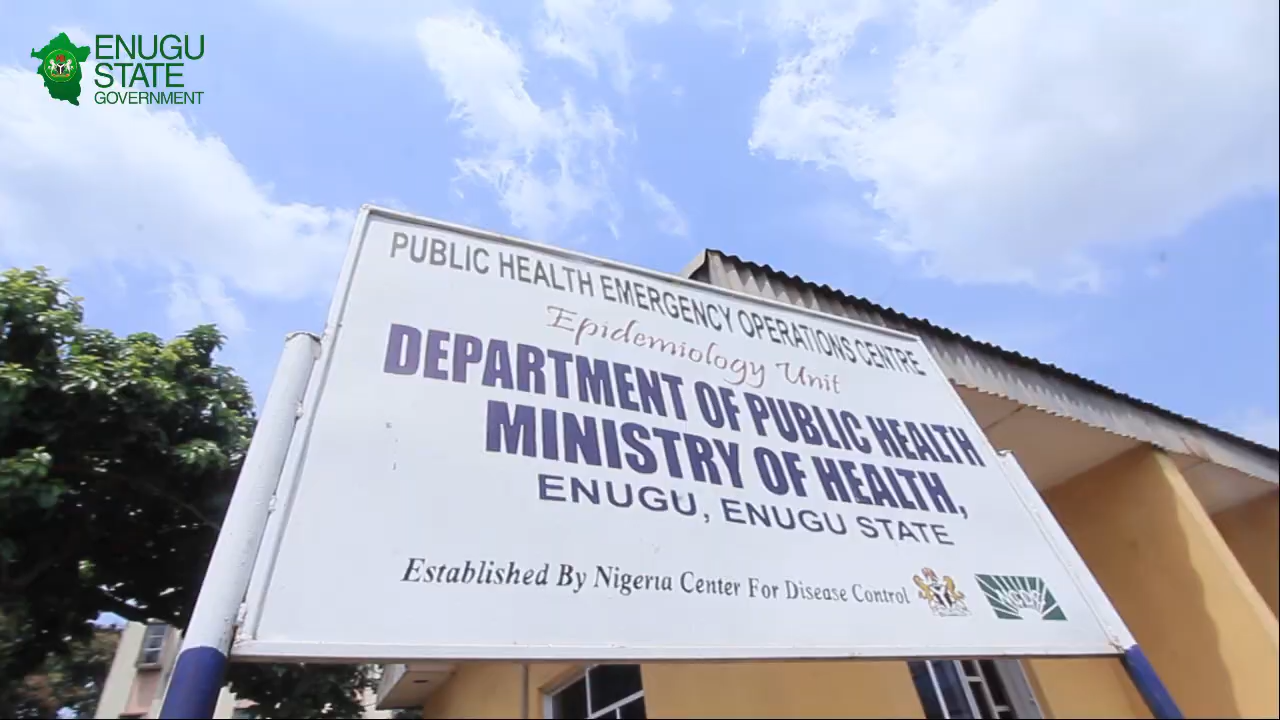 ENUGU
STATE
GOVERNMENT
PUBLIC HEALTH EMERGENCY OPERATIONS CENTRE
Epidemiology Unit
DEPARTMENT OF PUBLIC HEALTH
MINISTRY OF HEALTH,
ENUGU, ENUGU STATE
Established By Nigeria Center For Disease Control
NCDC